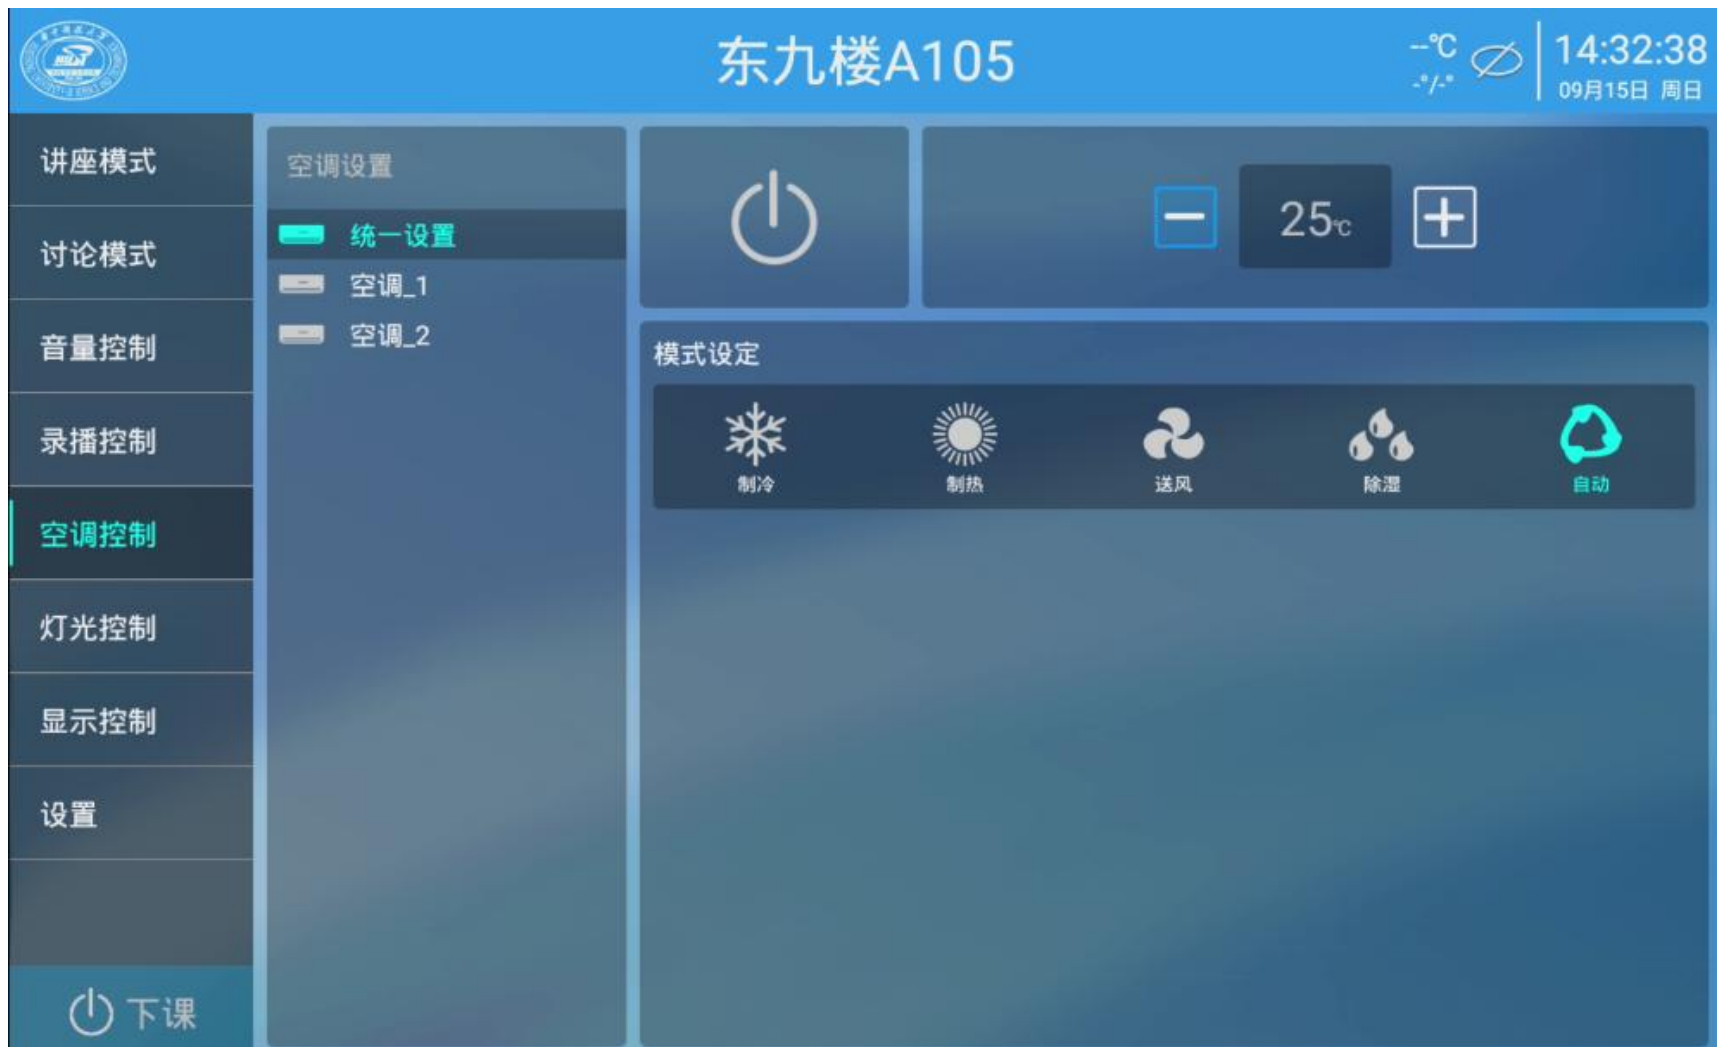 东九楼A105
--℃
-°/-°
14:32:38
09月15日 周日
讲座模式
讨论模式
音量控制
录播控制
空调控制
灯光控制
显示控制
设置
下课
空调设置
统一设置
空调_1
空调_2
25℃
模式设定
制冷
制热
送风
除湿
自动